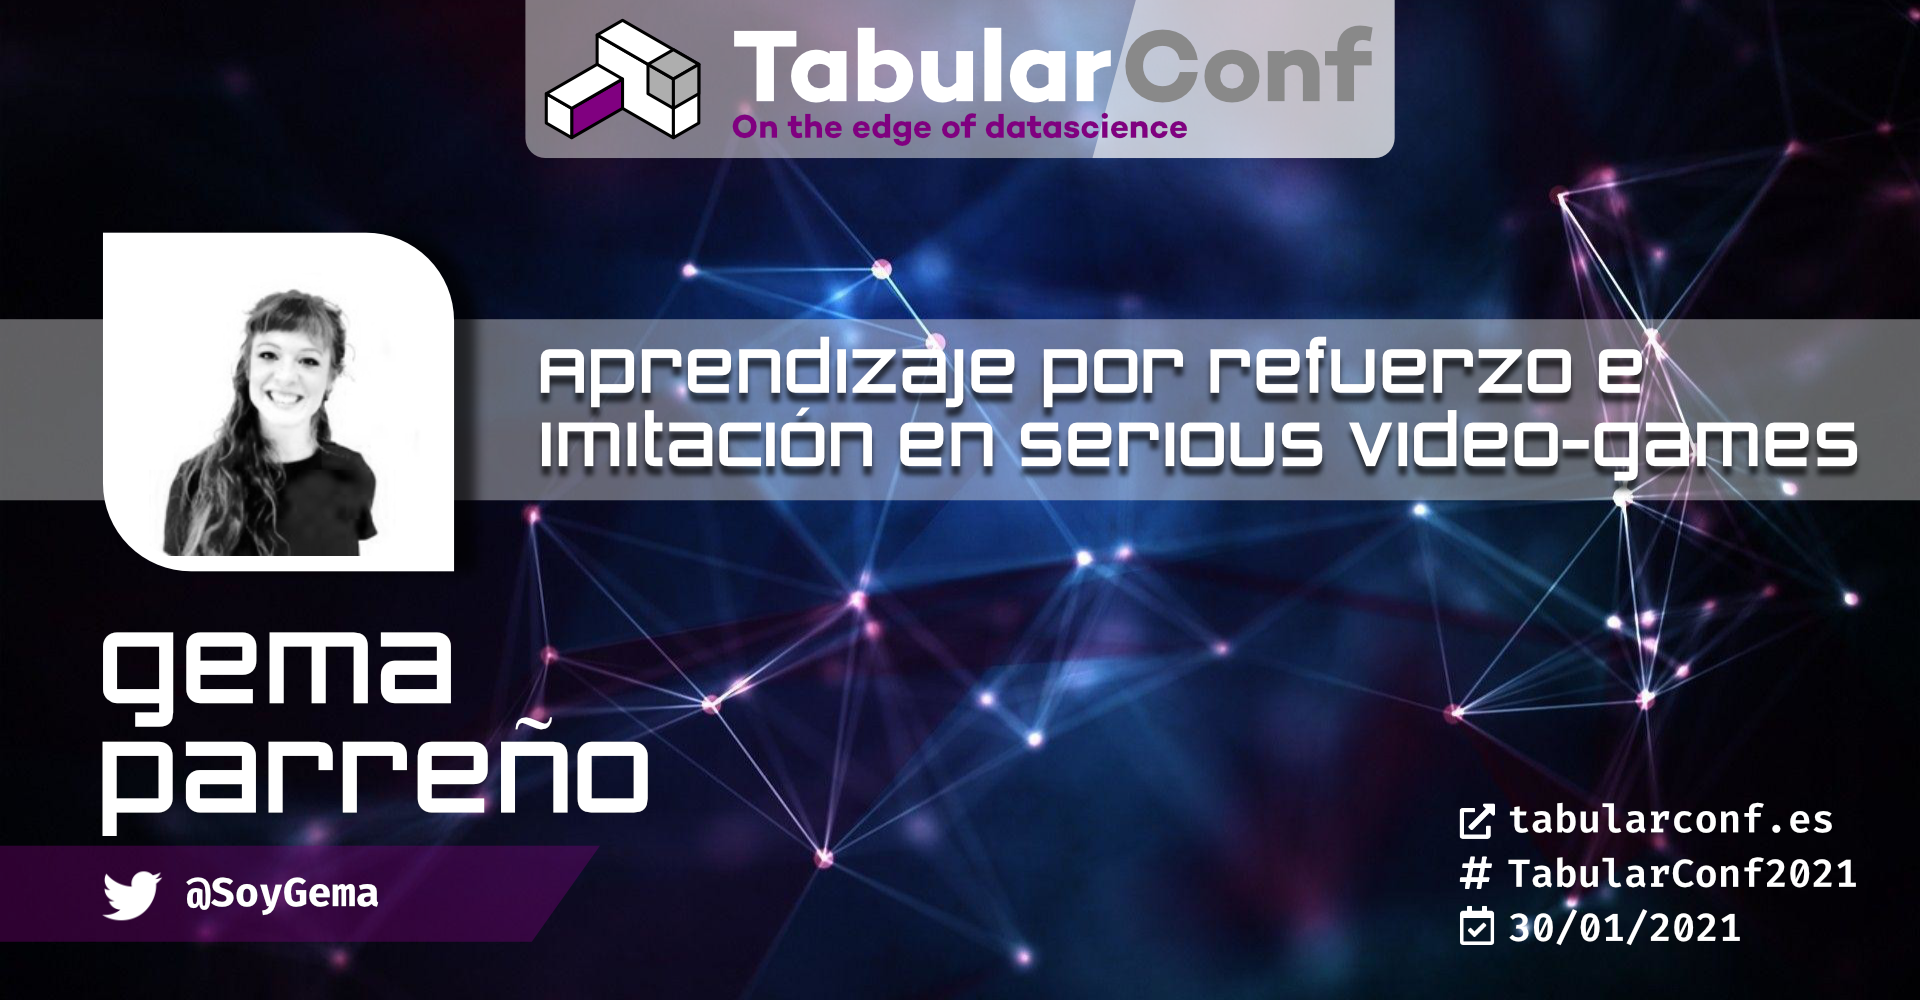 TabularConf
On the edge of datascience
Aprendizaje por refuerzo e
imitación en serious video-games
gema
parreño
@SoyGema
tabularconf.es
# TabularConf2021
30/01/2021